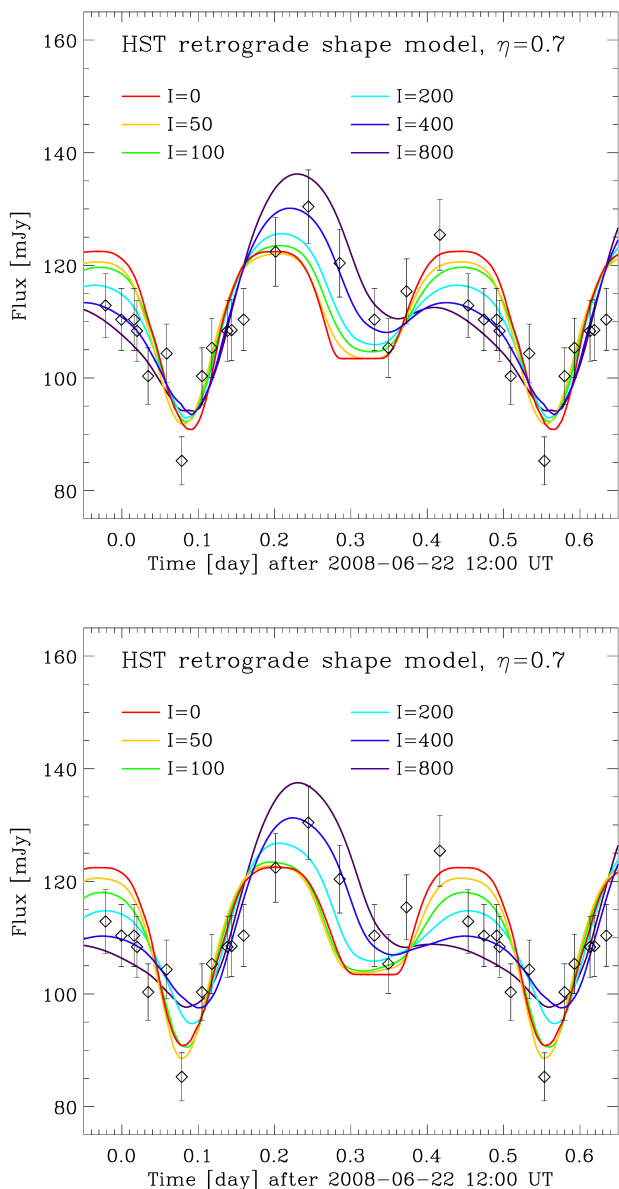 160
HST retrograde shape model, η=0.7
I=0
I=200
I=50
I=400
I=100
I=800
140
120
100
80
Flux [mJy]
0.0 0.1 0.2 0.3 0.4 0.5 0.6
Time [day] after 2008−06−22 12:00 UT
160
HST retrograde shape model, η=0.7
I=0
I=200
I=50
I=400
I=100
I=800
140
120
100
80
Flux [mJy]
0.0 0.1 0.2 0.3 0.4 0.5 0.6
Time [day] after 2008−06−22 12:00 UT